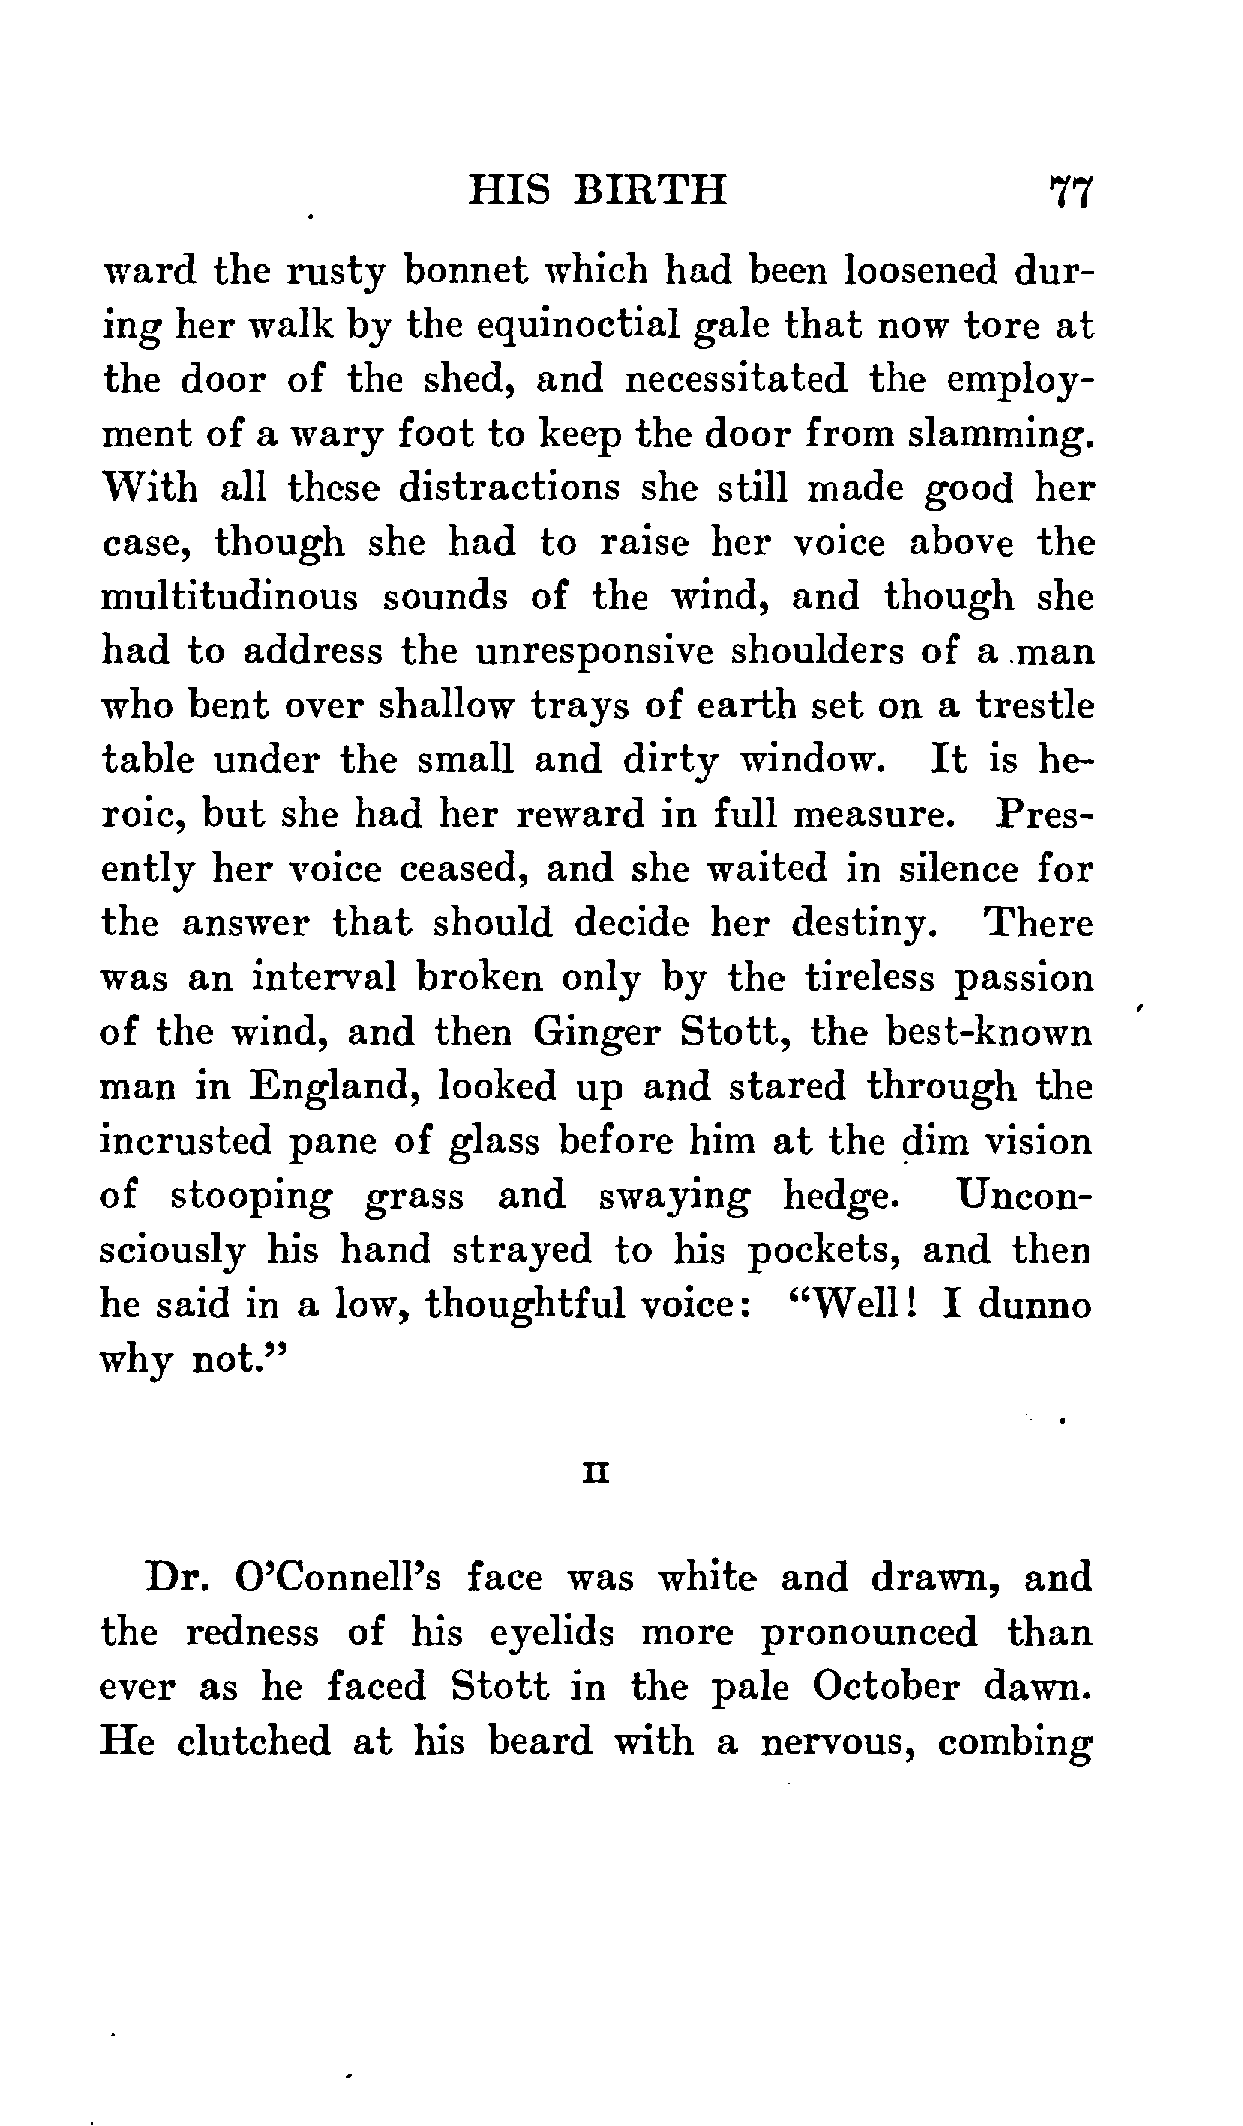 HIS BIRTH 77
ward the rusty bonnet which had been loosened dur-
ing her walk by the equinoctial gale that now tore at
the door of the shed, and necessitated the employ-
ment of a wary foot to keep the door from slamming.
With all these distractions she still made good her
case, though she had to raise her voice above the
multitudinous sounds of the wind, and though she
had to address the unresponsive shoulders of a man
who bent over shallow trays of earth set on a trestle
table under the small and dirty window. It is he-
roic, but she had her reward in full measure. Pres-
ently her voice ceased, and she waited in silence for
the answer that should decide her destiny. There
was an interval broken only by the tireless passion
of the wind, and then Ginger Stott, the best-known
man in England, looked up and stared through the
incrusted pane of glass before him at the dim vision
of stooping grass and swaying hedge. Uncon-
sciously his hand strayed to his pockets, and then
he said in a low, thoughtful voice: "Well! I dunno
why not."
II
Dr. O'Connell's face was white and drawn, and
the redness of his eyelids more pronounced than
ever as he faced Stott in the pale October dawn.
He clutched at his beard with a nervous, combing